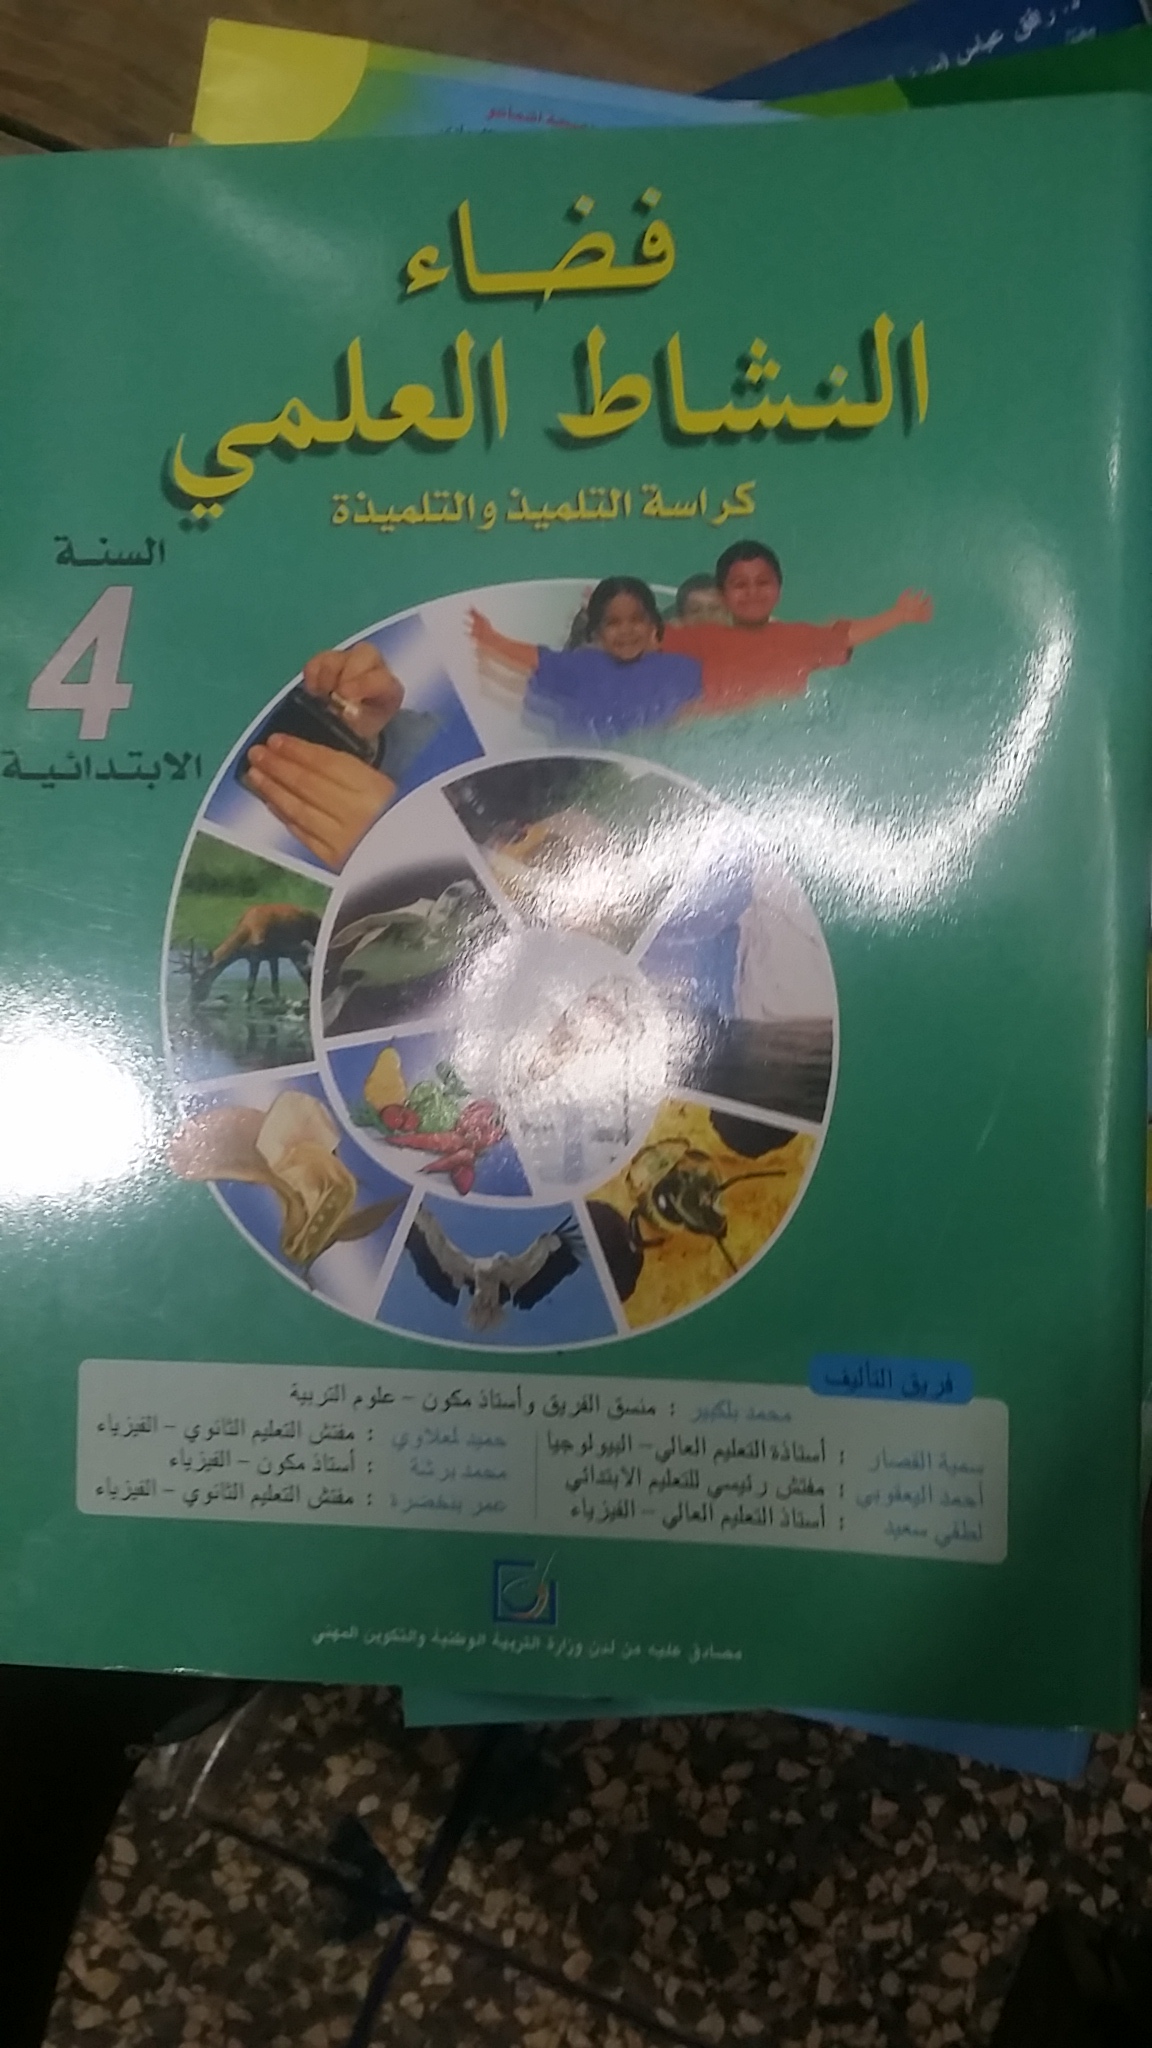 فضاء
النشاط العلمي
كراسة التلميذ والتلميذة
السنة
4
الابتدائية
فريق التأليف
محمد بلكبير : منسق الفريق وأستاذ مكون - علوم التربية
سمية القصار : أستاذة التعليم العالي - البيولوجيا
أحمد اليعقوبي : مفتش رئيسي للتعليم الابتدائي
لطفي سعيد : أستاذ التعليم العالي - الفيزياء
حميد لعلاوي : مفتش التعليم الثانوي - الفيزياء
محمد برشة : أستاذ مكون - الفيزياء
عمر بنخضرة : مفتش التعليم الثانوي - الفيزياء
مصادق عليه من لدن وزارة التربية الوطنية والتكوين المهني